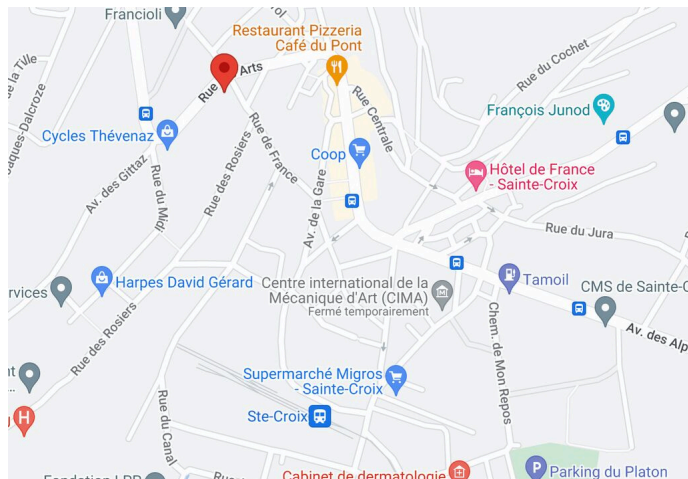 Francioli
Restaurant Pizzeria
Café du Pont
Rue
Arts
Rue Centrale
Rue du Cochet
François Junod
Cycles Thévenaz
Coop
Rue de France
Rue des Rosiers
Av. de la Gare
Av. des Gittaz
Rue du Midi
Hôtel de France
- Sainte-Croix
Rue du Jura
Harpes David Gérard
Centre international de la
Mécanique d'Art (CIMA)
Fermé temporairement
Tamoil
CMS de Sainte-C
Av. des Alp
rvices
Rue des Rosiers
Chem. de Mon Repos
Supermarché Migros
- Sainte-Croix
Rue du Canal
Ste-Croix
H
Cabinet de dermatologie
P
Parking du Platon